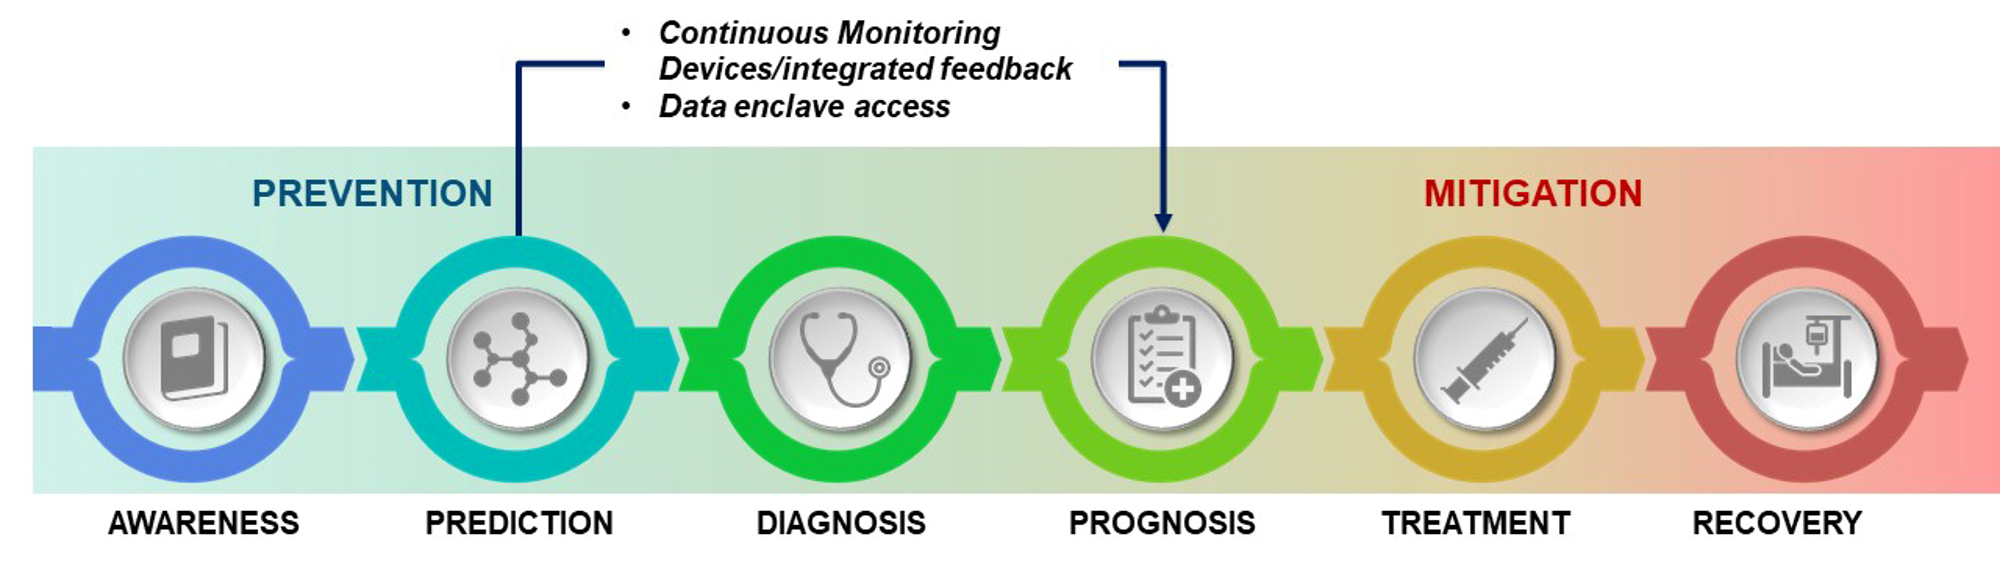 • Continuous Monitoring
Devices/integrated feedback
• Data enclave access
PREVENTION
MITIGATION
AWARENESS
PREDICTION
DIAGNOSIS
PROGNOSIS
TREATMENT
RECOVERY